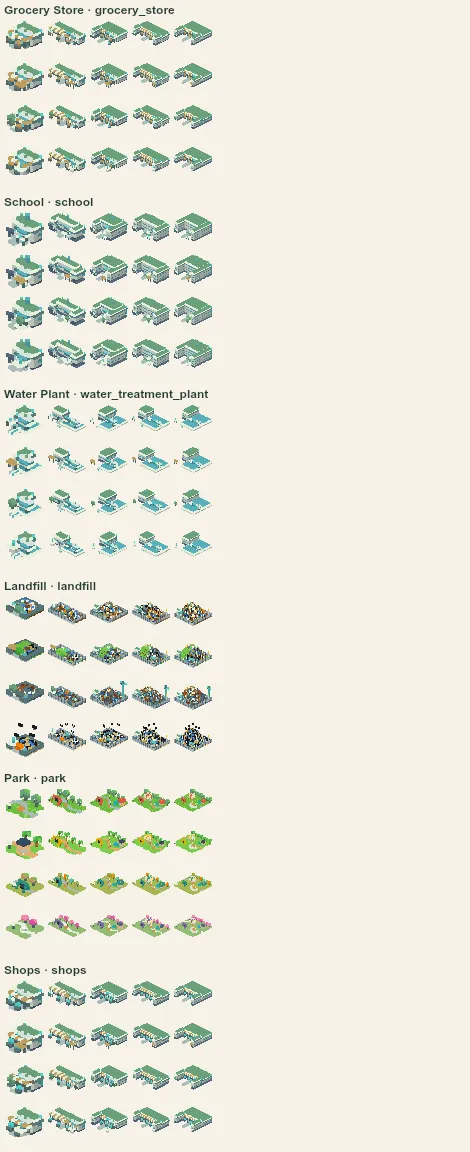 Grocery Store · grocery_store
School · school
Water Plant · water_treatment_plant
Landfill · landfill
Park · park
Shops · shops